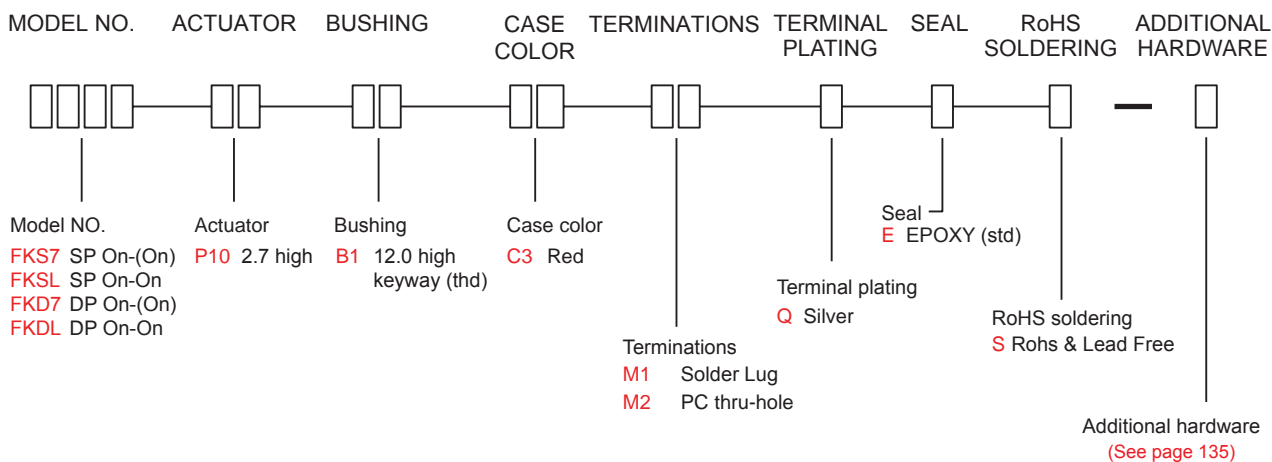 MODEL NO. ACTUATOR BUSHING CASE COLOR TERMINATIONS TERMINAL PLATING SEAL RoHS SOLDERING ADDITIONAL HARDWARE
Model NO.
FKS7 SP On-(On)
FKSL SP On-On
FKD7 DP On-(On)
FKDL DP On-On
Actuator
P10 2.7 high
Bushing
B1 12.0 high
keyway (thd)
Case color
C3 Red
Terminations
M1 Solder Lug
M2 PC thru-hole
Terminal plating
Q Silver
Seal
E EPOXY (std)
RoHS soldering
S Rohs & Lead Free
Additional hardware
(See page 135)